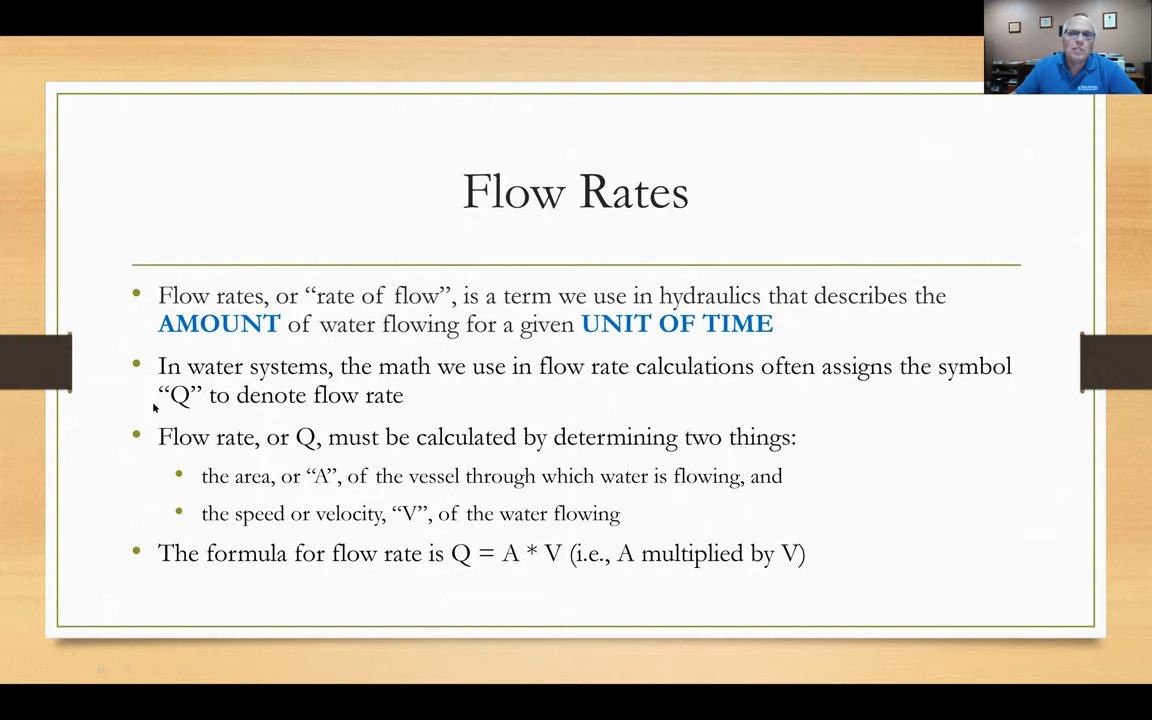 Flow Rates
Flow rates, or “rate of flow”, is a term we use in hydraulics that describes the
AMOUNT of water flowing for a given UNIT OF TIME
In water systems, the math we use in flow rate calculations often assigns the symbol
“Q” to denote flow rate
Flow rate, or Q, must be calculated by determining two things:
the area, or “A”, of the vessel through which water is flowing, and
the speed or velocity, “V”, of the water flowing
The formula for flow rate is Q = A * V (i.e., A multiplied by V)